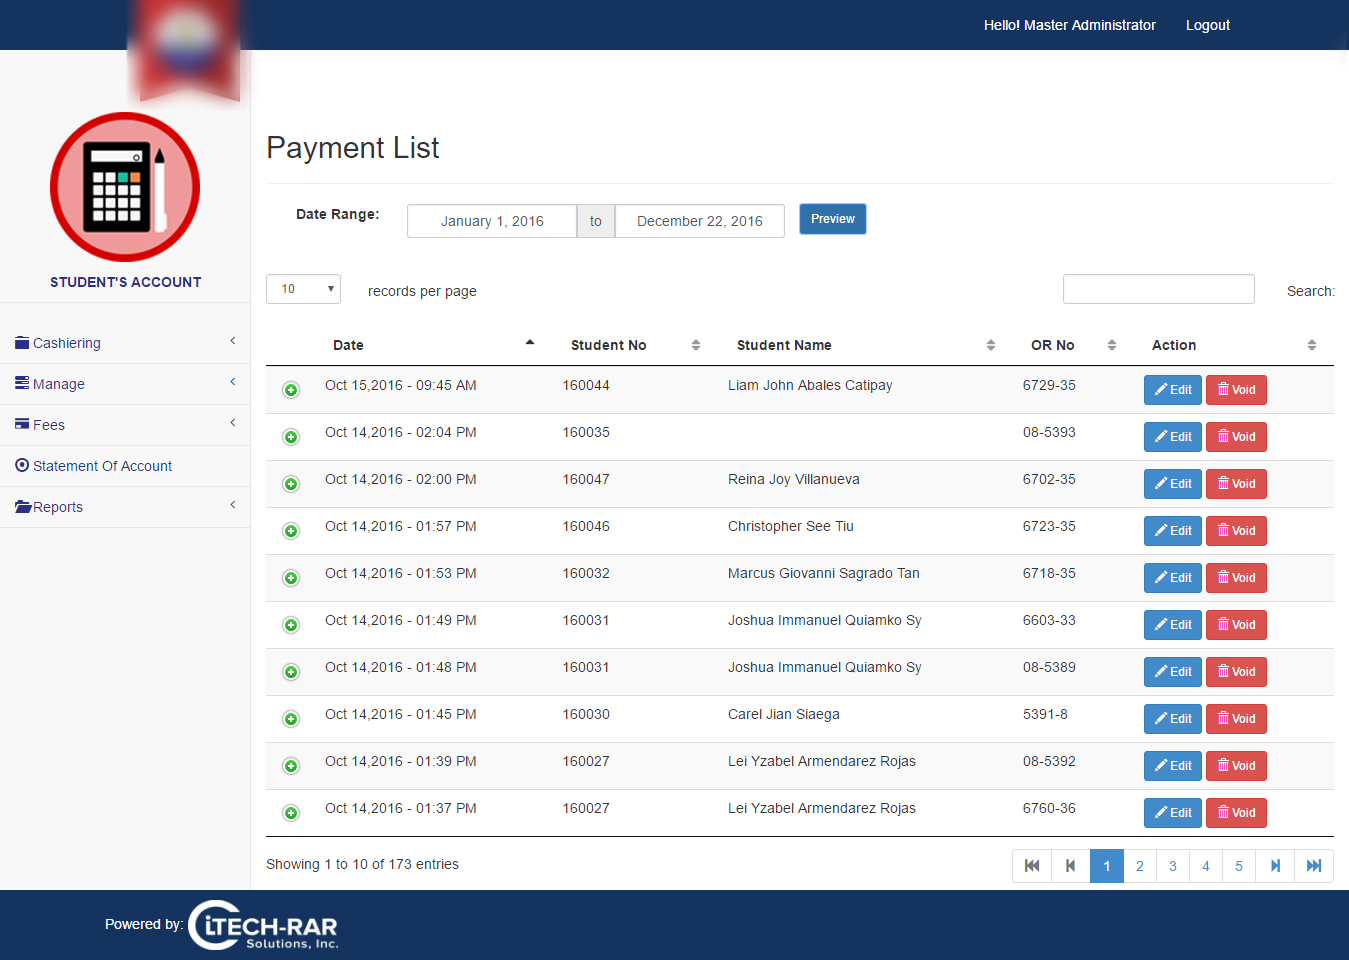 Hello! Master Administrator Logout
STUDENT'S ACCOUNT
Cashiering
Manage
Fees
Statement Of Account
Reports
Payment List
Date Range: January 1, 2016 to December 22, 2016 Preview
10 records per page Search:
Date Student No Student Name OR No Action
Oct 15,2016 - 09:45 AM 160044 Liam John Abales Catipay 6729-35 Edit Void
Oct 14,2016 - 02:04 PM 160035 08-5393 Edit Void
Oct 14,2016 - 02:00 PM 160047 Reina Joy Villanueva 6702-35 Edit Void
Oct 14,2016 - 01:57 PM 160046 Christopher See Tiu 6723-35 Edit Void
Oct 14,2016 - 01:53 PM 160032 Marcus Giovanni Sagrado Tan 6718-35 Edit Void
Oct 14,2016 - 01:49 PM 160031 Joshua Immanuel Quiamko Sy 6603-33 Edit Void
Oct 14,2016 - 01:48 PM 160031 Joshua Immanuel Quiamko Sy 08-5389 Edit Void
Oct 14,2016 - 01:45 PM 160030 Carel Jian Siaega 5391-8 Edit Void
Oct 14,2016 - 01:39 PM 160027 Lei Yzabel Armendarez Rojas 08-5392 Edit Void
Oct 14,2016 - 01:37 PM 160027 Lei Yzabel Armendarez Rojas 6760-36 Edit Void
Showing 1 to 10 of 173 entries 1 2 3 4 5
Powered by: iTECH-RAR
Solutions, Inc.